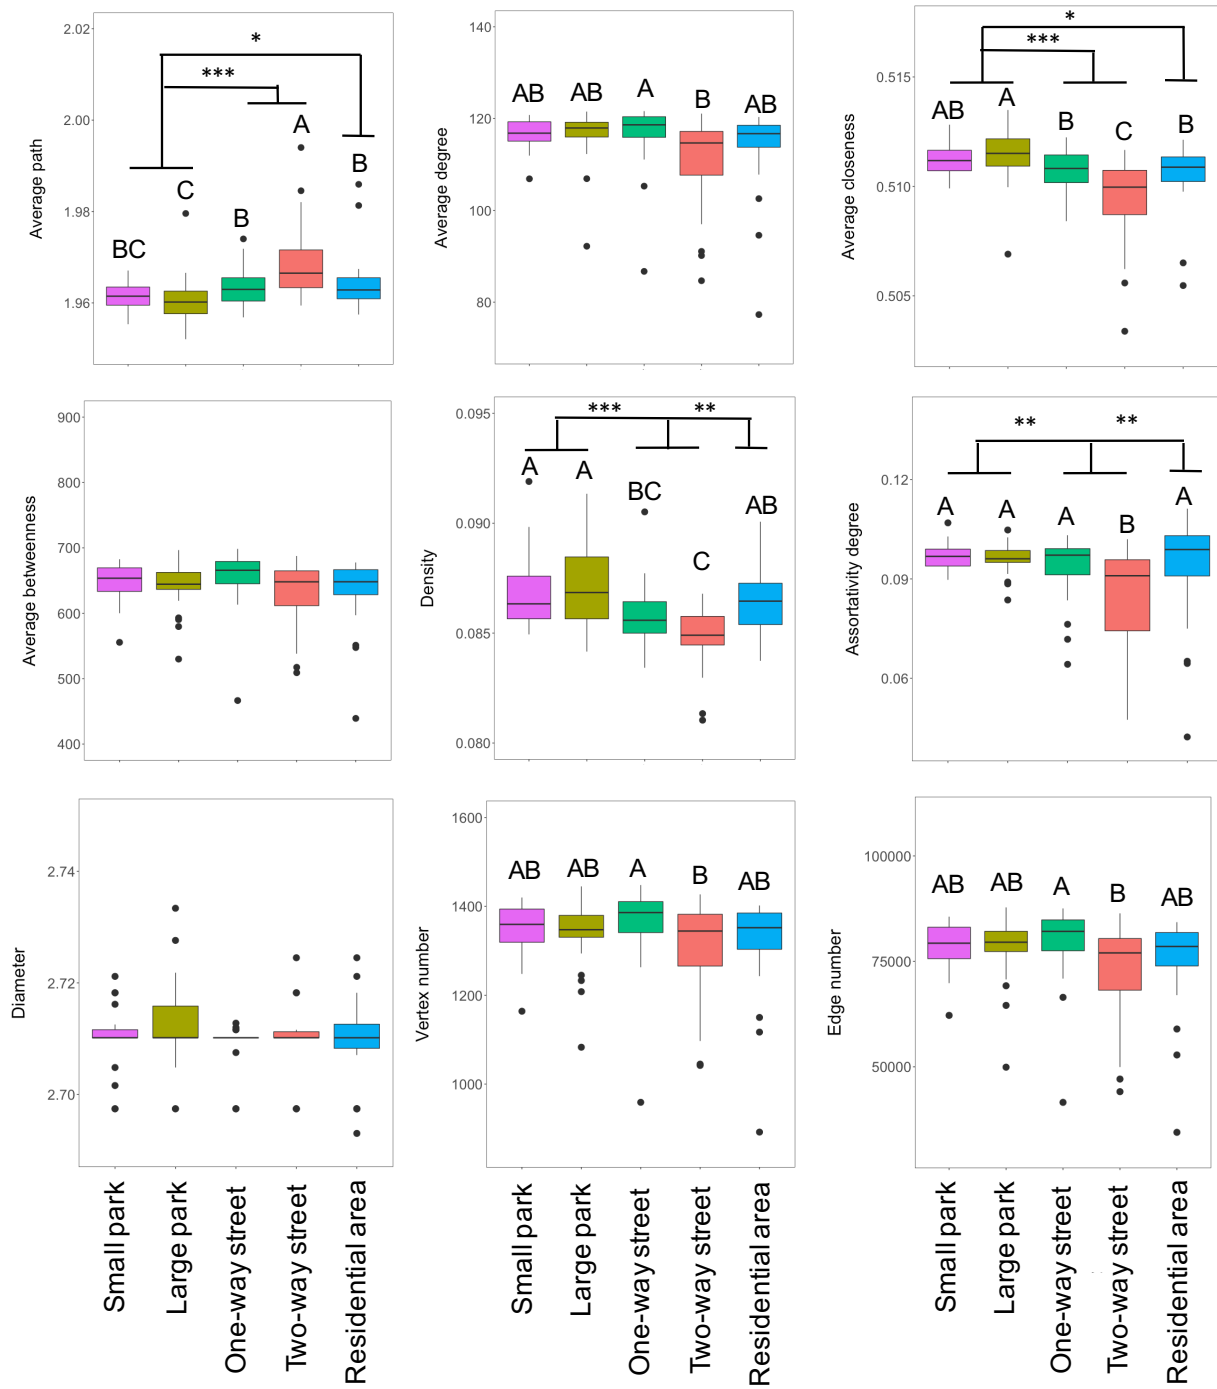 Average path
2.02
2.00
1.98
1.96
*
***
BC
C
B
A
B
Average degree
140
120
100
80
AB
AB
A
B
AB
Average closeness
0.515
0.510
0.505
*
***
AB
A
B
C
B
Average betweenness
900
800
700
600
500
400
Density
0.095
0.090
0.085
0.080
***
**
A
A
BC
C
AB
Assortativity degree
0.12
0.09
0.06
**
**
A
A
A
B
A
Diameter
2.74
2.72
2.70
Vertex number
1600
1400
1200
1000
AB
AB
A
B
AB
Edge number
100000
75000
50000
AB
AB
A
B
AB
Small park
Large park
One-way street
Two-way street
Residential area
Small park
Large park
One-way street
Two-way street
Residential area
Small park
Large park
One-way street
Two-way street
Residential area